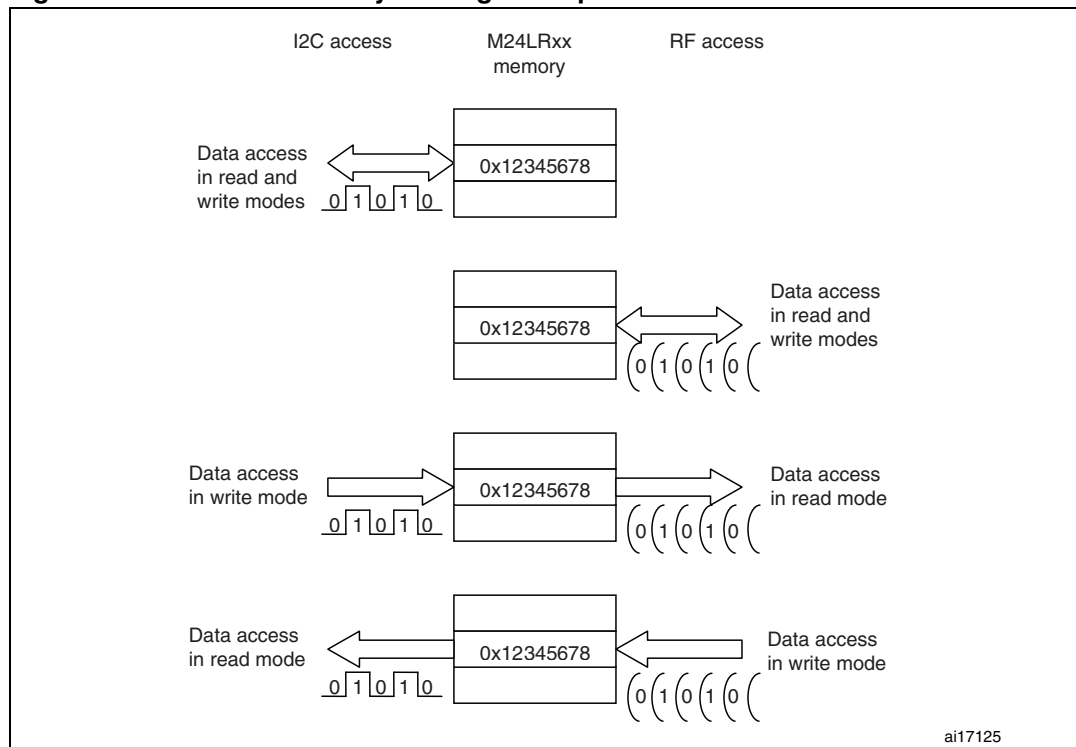 I2C access
M24LRxx
memory
RF access
Data access
in read and
write modes
0 1 0 1 0
0x12345678
0x12345678
Data access
in read and
write modes
0 1 0 1 0
Data access
in write mode
0 1 0 1 0
0x12345678
Data access
in read mode
0 1 0 1 0
Data access
in read mode
0 1 0 1 0
0x12345678
Data access
in write mode
0 1 0 1 0
ai17125